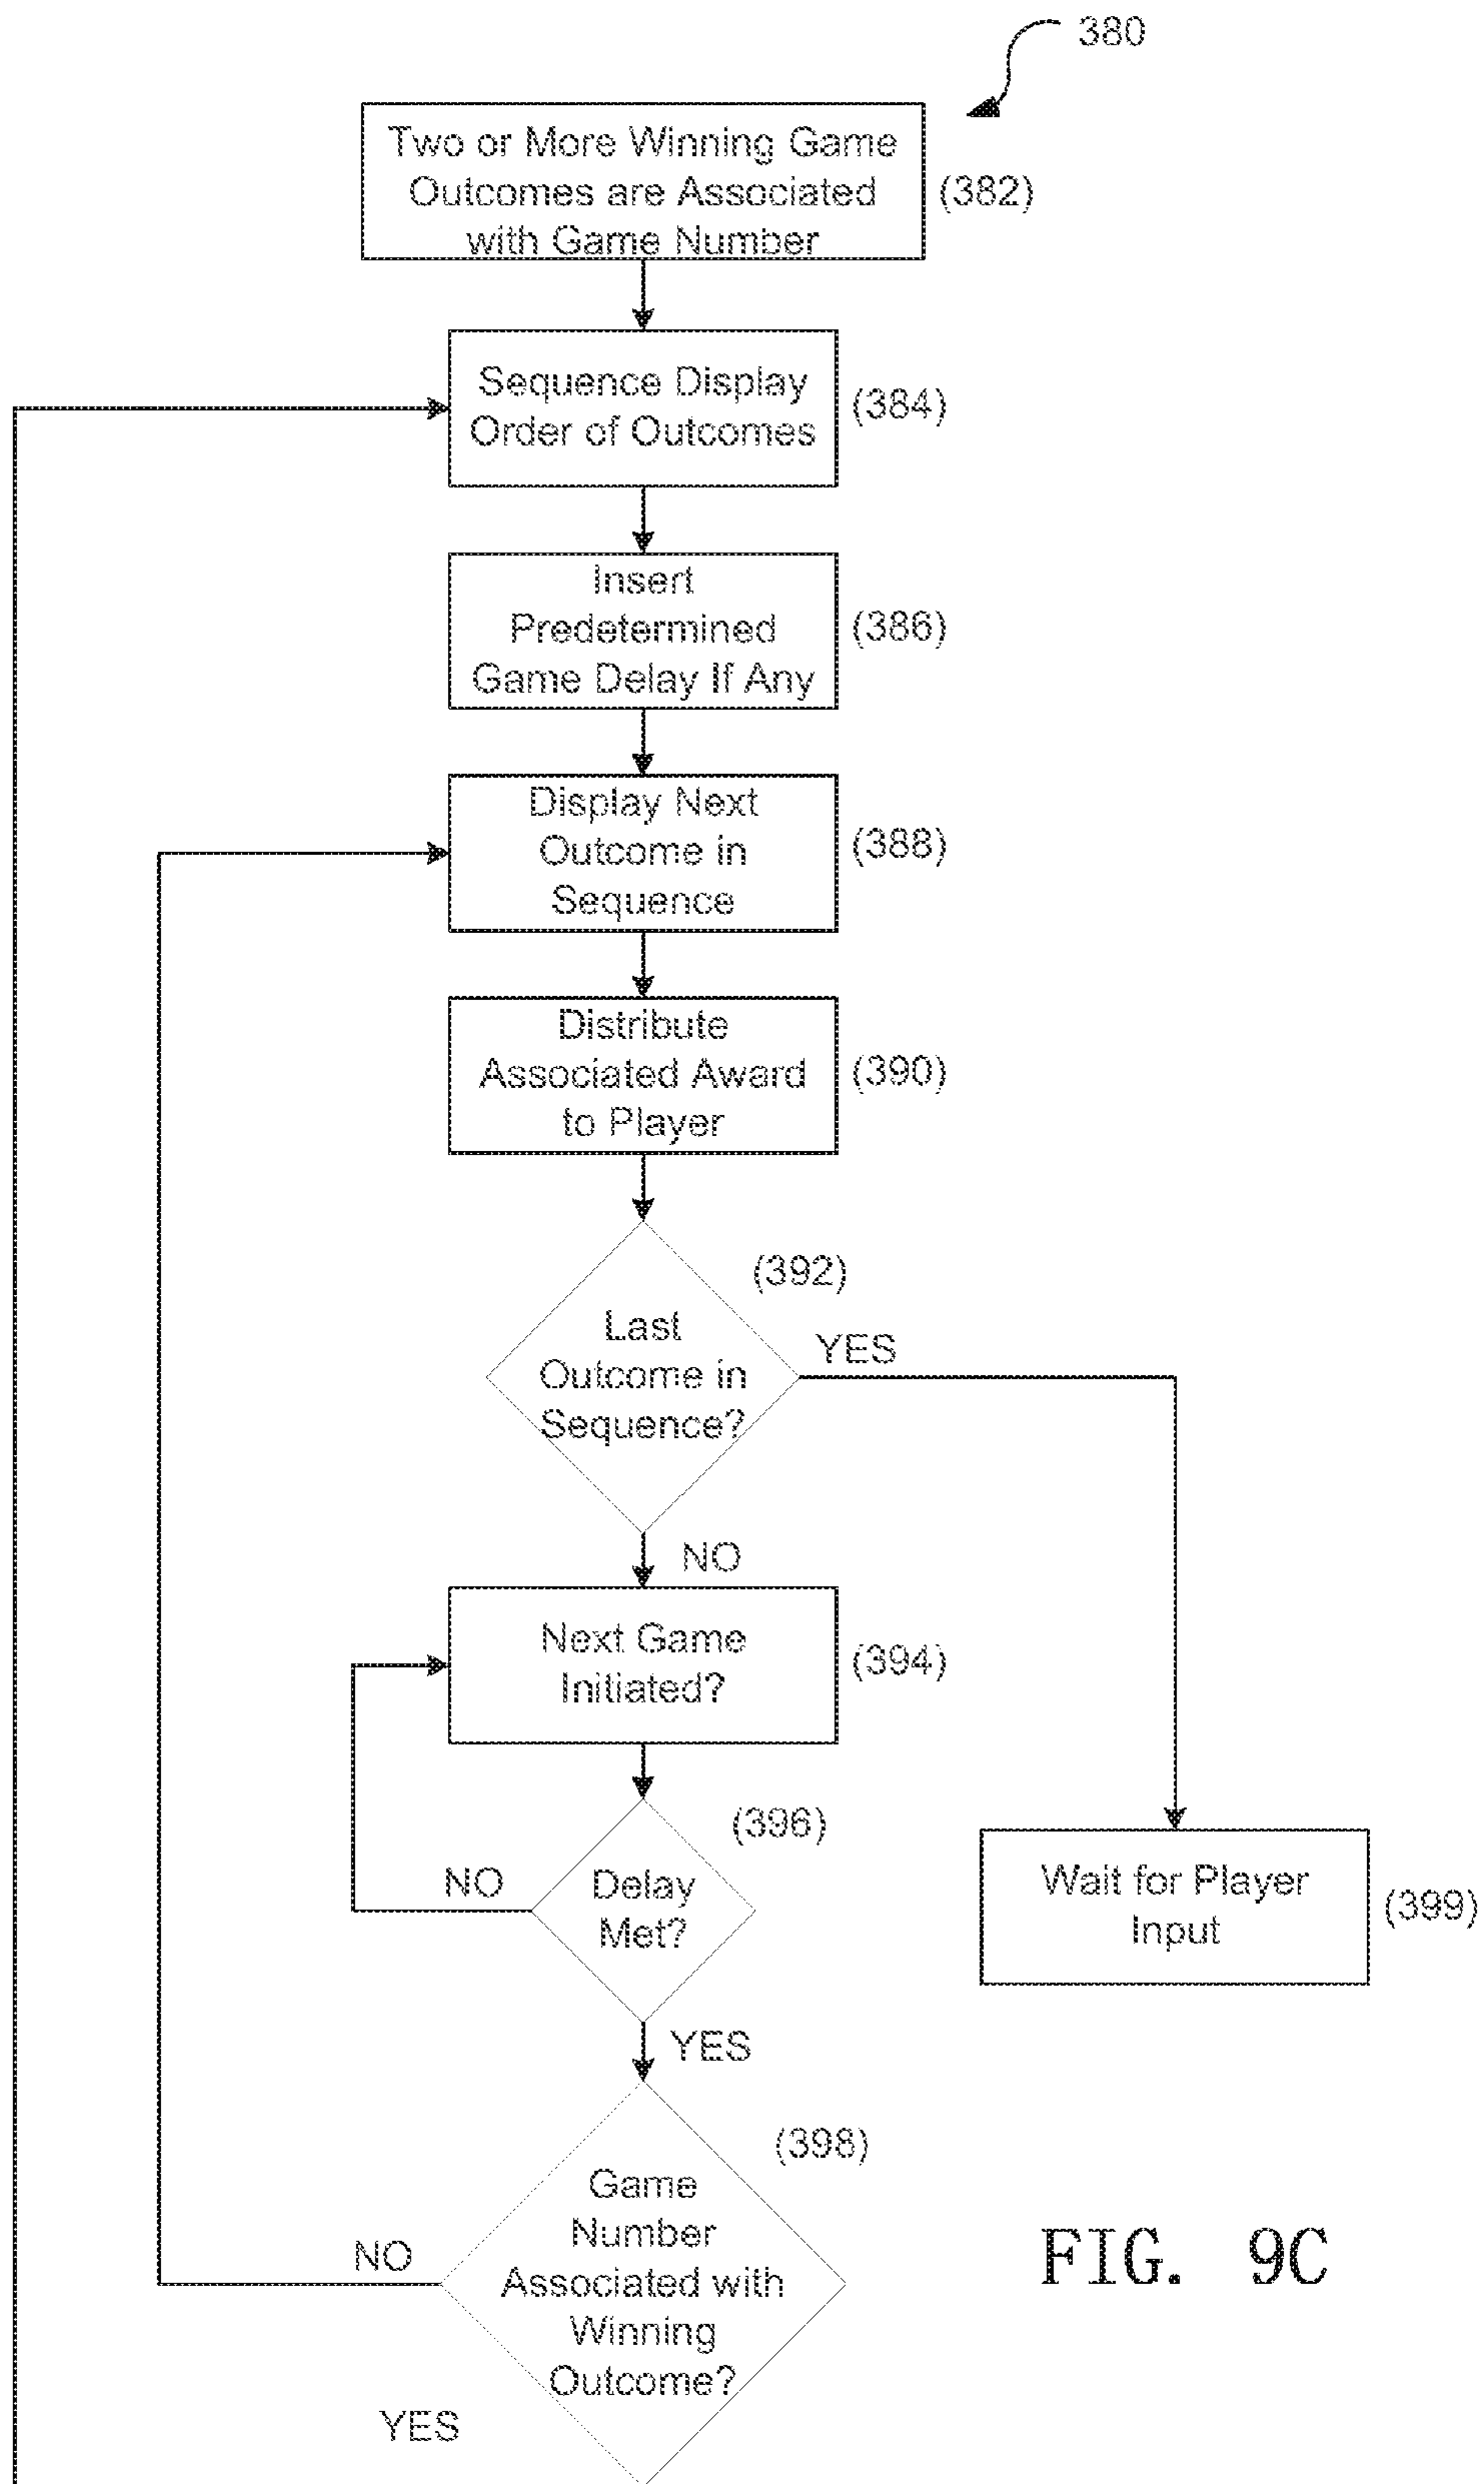 380
Two or More Winning Game
Outcomes are Associated
with Game Number
(382)
Sequence Display
Order of Outcomes
(384)
Insert
Predetermined
Game Delay If Any
(386)
Display Next
Outcome in
Sequence
(388)
Distribute
Associated Award
to Player
(390)
(392)
Last
Outcome in
Sequence?
YES
NO
Next Game
Initiated?
(394)
(396)
NO
Delay
Met?
Wait for Player
Input
(399)
YES
(398)
Game
Number
Associated with
Winning
Outcome?
NO
YES
FIG. 9C